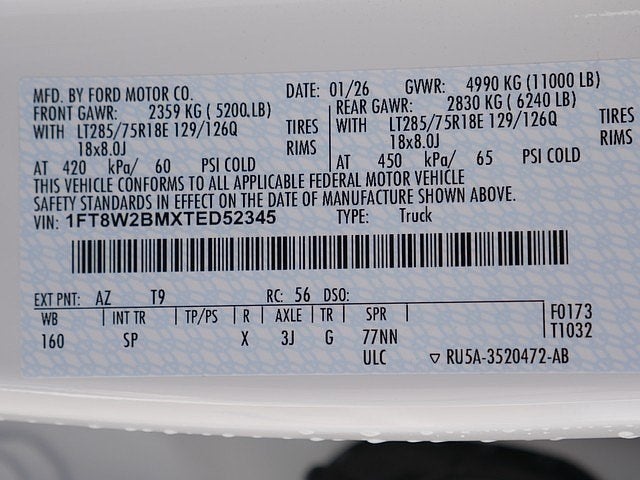 MFD. BY FORD MOTOR CO. DATE: 01/26 GVWR: 4990 KG (11000 LB)
FRONT GAWR: 2359 KG ( 5200LB) REAR GAWR: 2830 KG ( 6240 LB)
WITH LT285/75R18E 129/126Q TIRES WITH LT285/75R18E 129/126Q TIRES
18x8.0J RIMS 18x8.0J RIMS
AT 420 kPa/ 60 PSI COLD AT 450 kPa/ 65 PSI COLD
THIS VEHICLE CONFORMS TO ALL APPLICABLE FEDERAL MOTOR VEHICLE
SAFETY STANDARDS IN EFFECT ON THE DATE OF MANUFACTURE SHOWN ABOVE.
VIN: 1FT8W2BMXTED52345 TYPE: Truck
EXT PNT: AZ T9 RC: 56 DSO:
WB INT TR TP/PS R AXLE TR SPR F0173
160 SP X 3J G 77NN T1032
ULC RU5A-3520472-AB